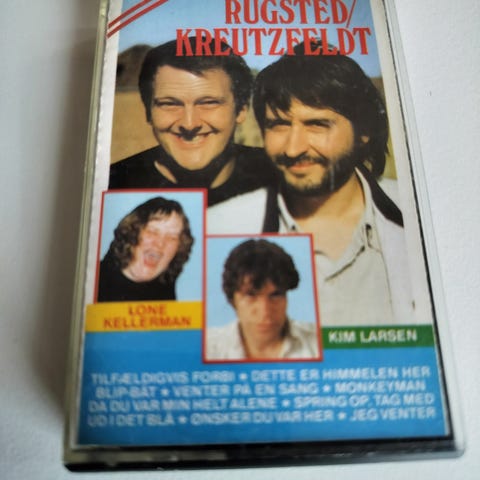 RUGSTED/
KREUTZFELDT
LONE
KELLERMAN
KIM LARSEN
TILFÆLDIGVIS FORBI ★ DETTE ER HIMMELEN HER
BLIP-BÅT ★ VENTER PÅ EN SANG ★ MONKEYMAN
DA DU VAR MIN HELT ALENE ★ SPRING OP, TAG MED
UD I DET BLÅ ★ ØNSKER DU VAR HER ★ JEG VENTER